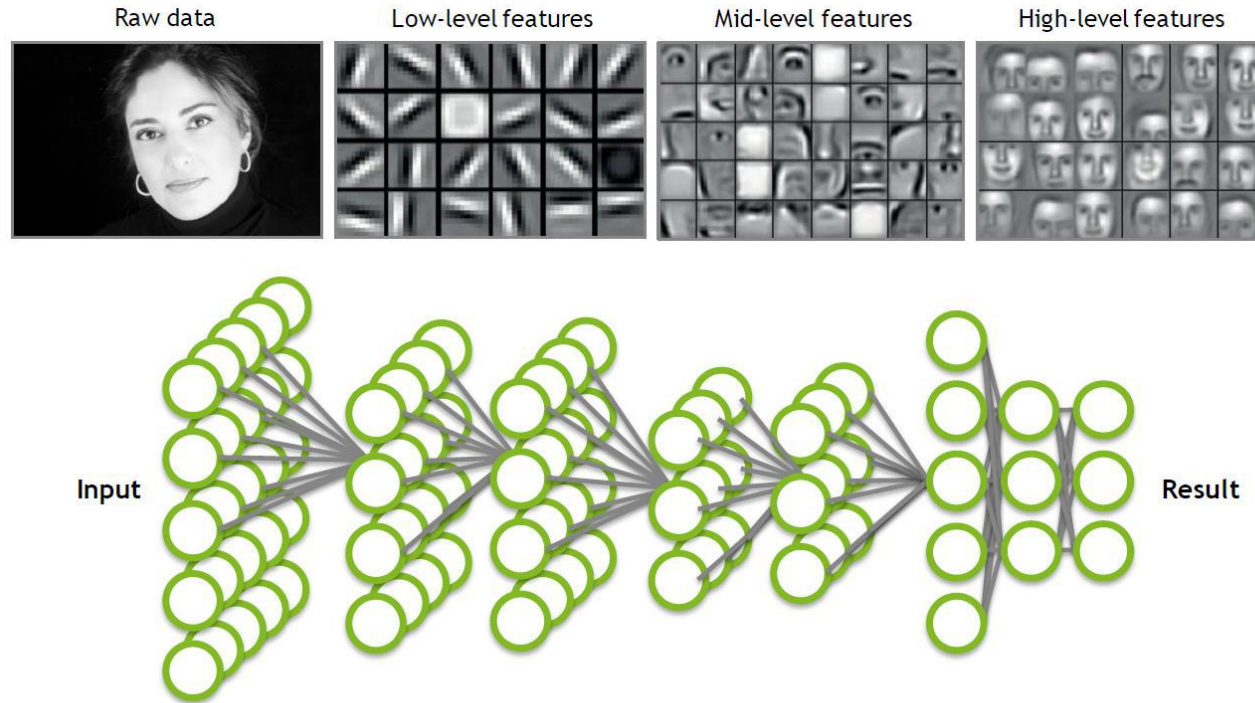 Raw data
Low-level features
Mid-level features
High-level features
Input
Result